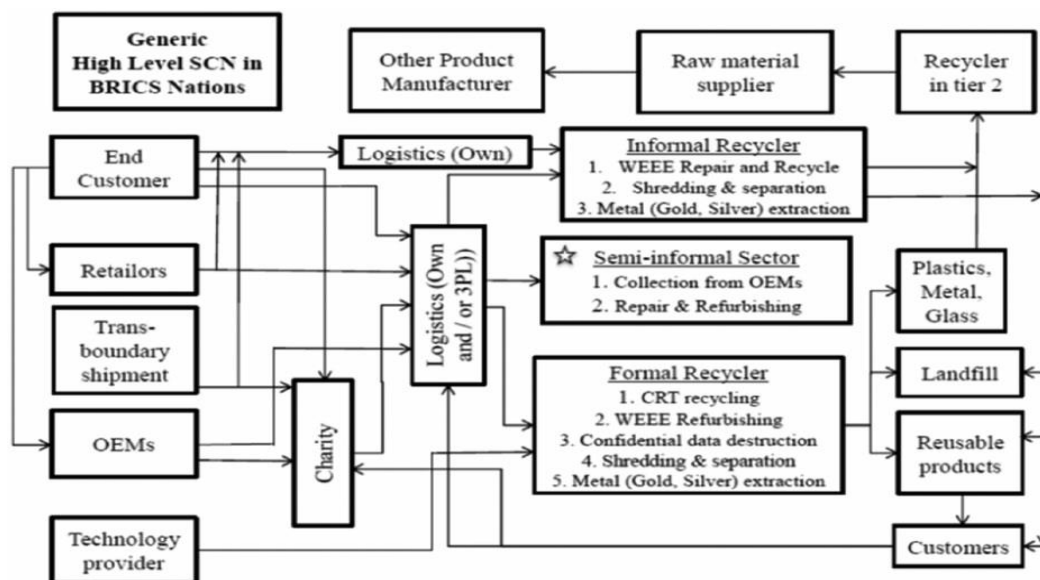 Generic
High Level SCN in
BRICS Nations
Other Product
Manufacturer
Raw material
supplier
Recycler
in tier 2
End
Customer
Logistics (Own)
Informal Recycler
1. WEEE Repair and Recycle
2. Shredding & separation
3. Metal (Gold, Silver) extraction
Retailors
Logistics (Own
and / or 3PL))
Semi-informal Sector
1. Collection from OEMs
2. Repair & Refurbishing
Plastics,
Metal,
Glass
Trans-
boundary
shipment
Formal Recycler
1. CRT recycling
2. WEEE Refurbishing
3. Confidential data destruction
4. Shredding & separation
5. Metal (Gold, Silver) extraction
Landfill
OEMs
Charity
Reusable
products
Technology
provider
Customers